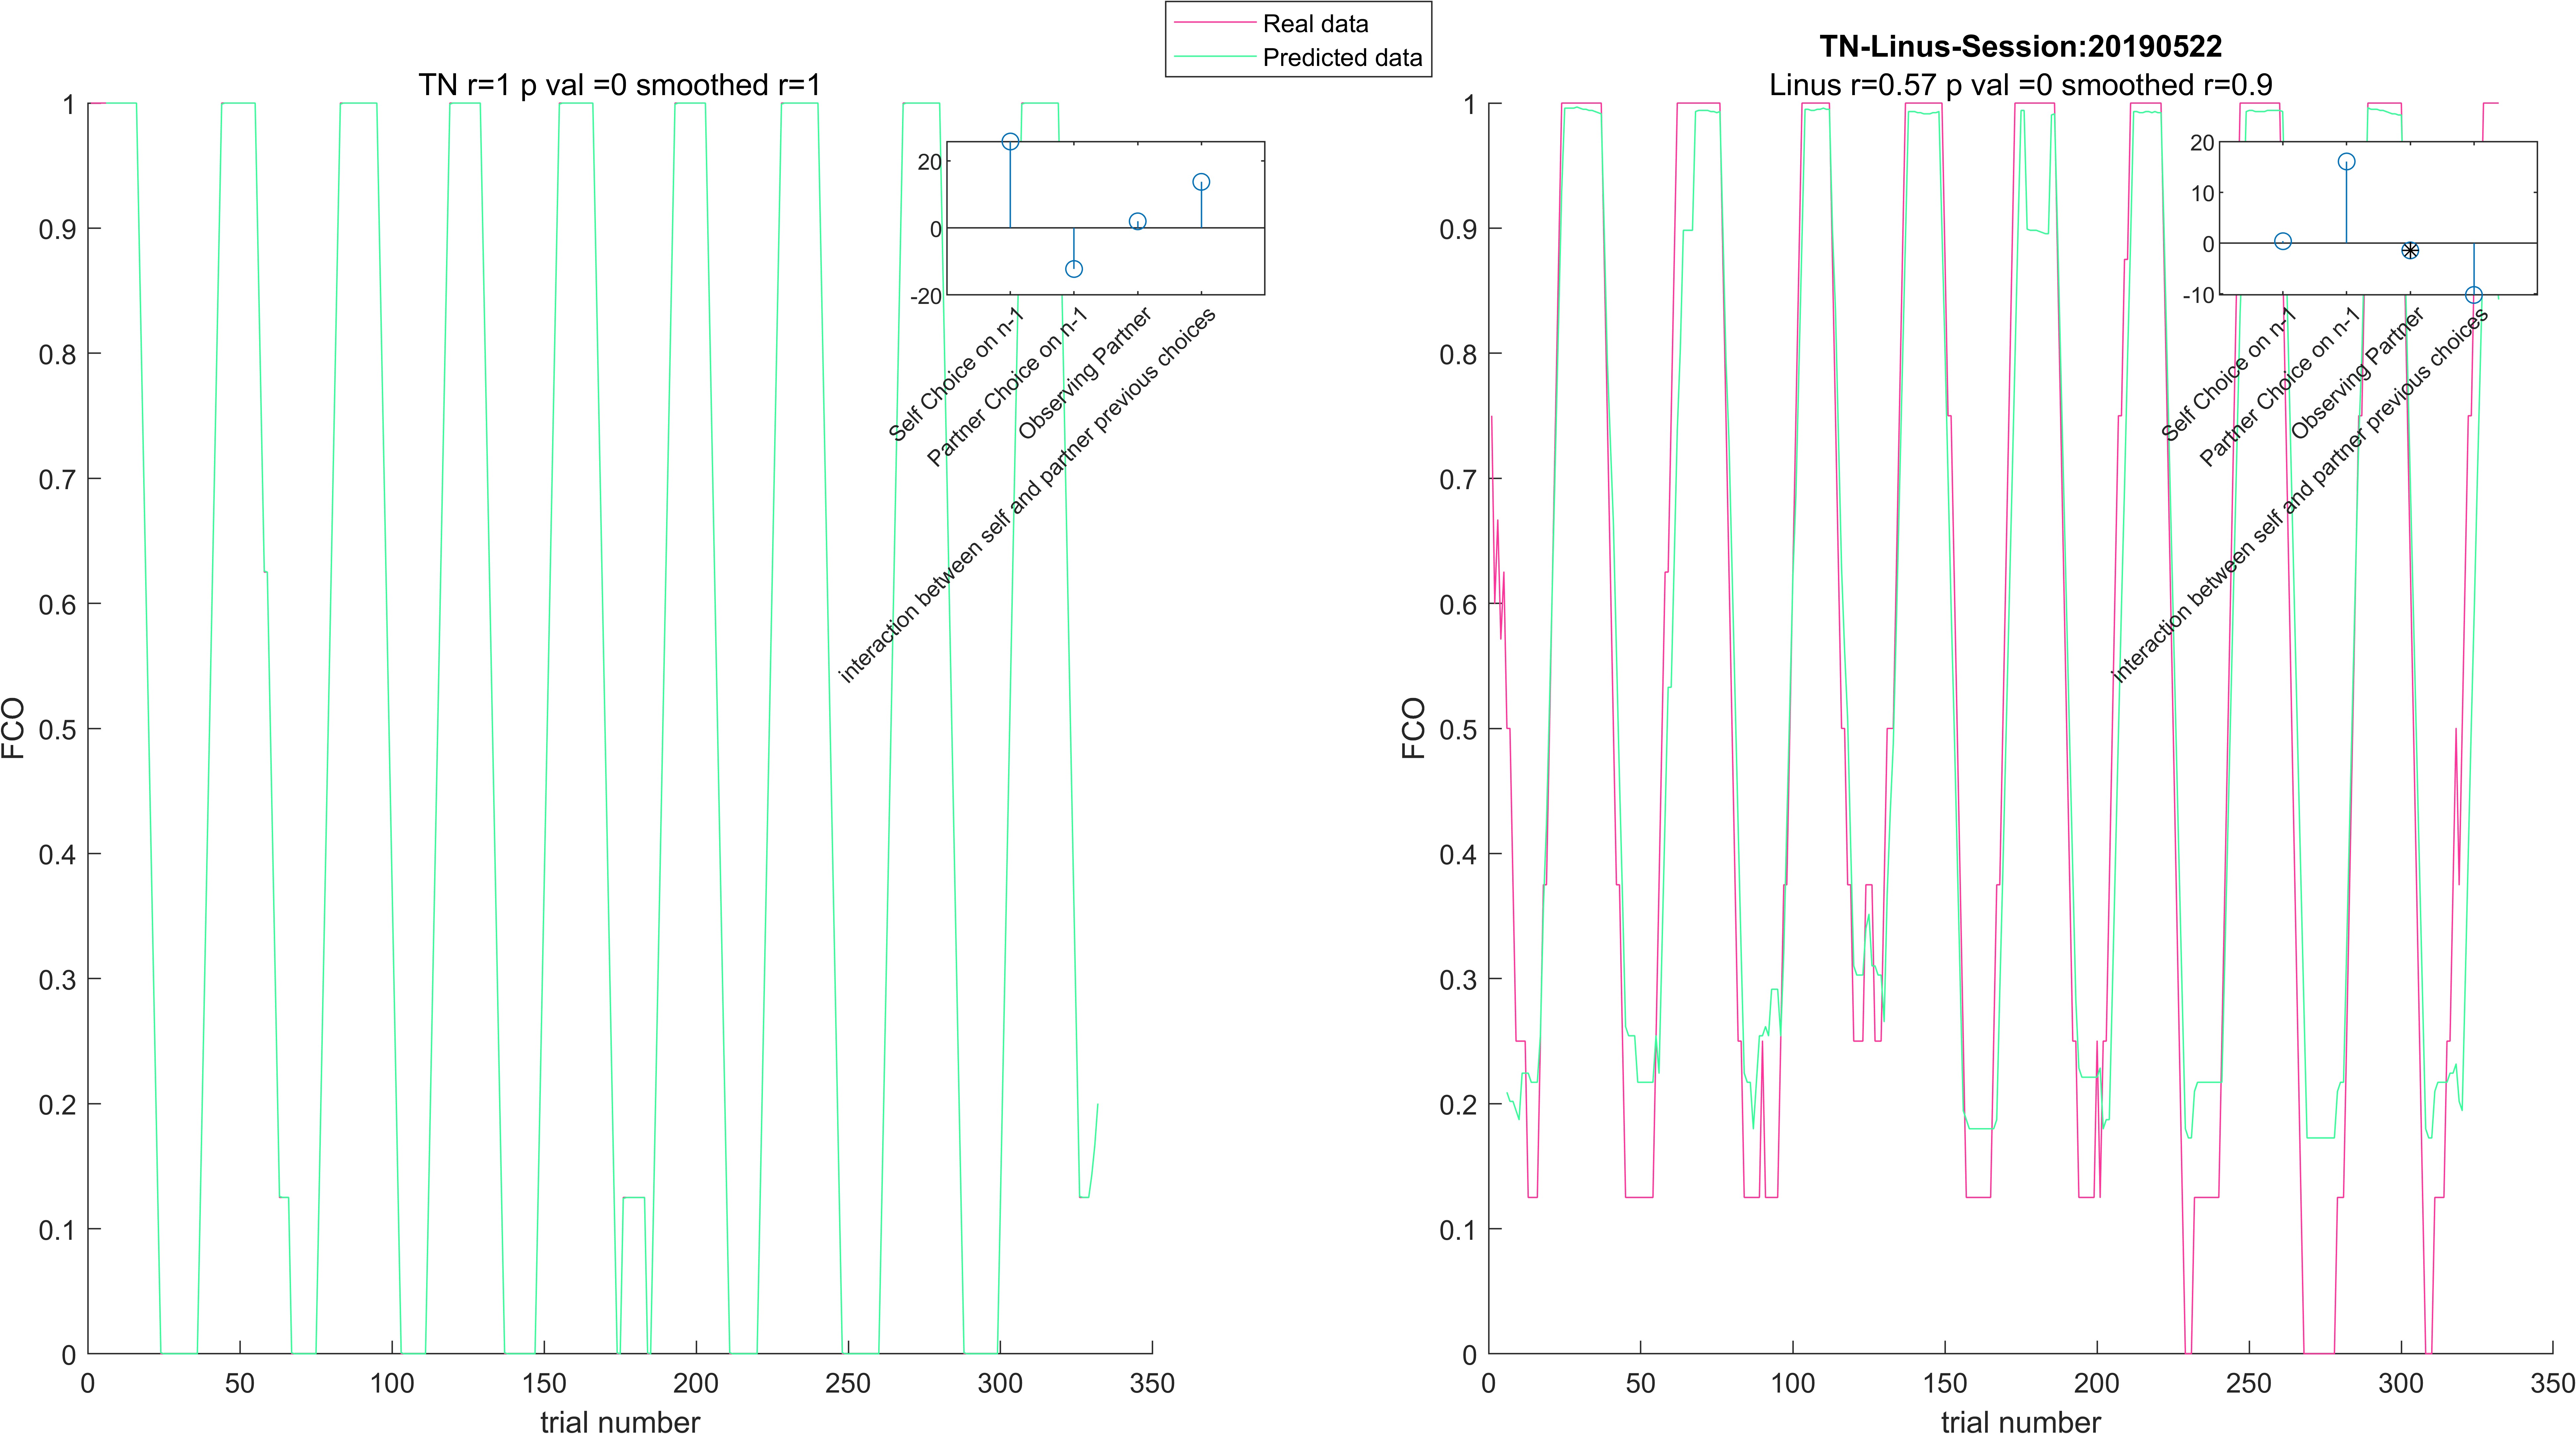 Real data
Predicted data
TN r=1 p val =0 smoothed r=1
1
0.9
0.8
0.7
0.6
0.5
0.4
0.3
0.2
0.1
0
FCO
0
50
100
150
200
250
300
350
trial number
20
0
-20
Self Choice on n-1
Partner Choice on n-1
Observing Partner
interaction between self and partner previous choices
TN-Linus-Session:20190522
Linus r=0.57 p val =0 smoothed r=0.9
1
0.9
0.8
0.7
0.6
0.5
0.4
0.3
0.2
0.1
0
FCO
0
50
100
150
200
250
300
350
trial number
20
10
0
-10
Self Choice on n-1
Partner Choice on n-1
Observing Partner
interaction between self and partner previous choices